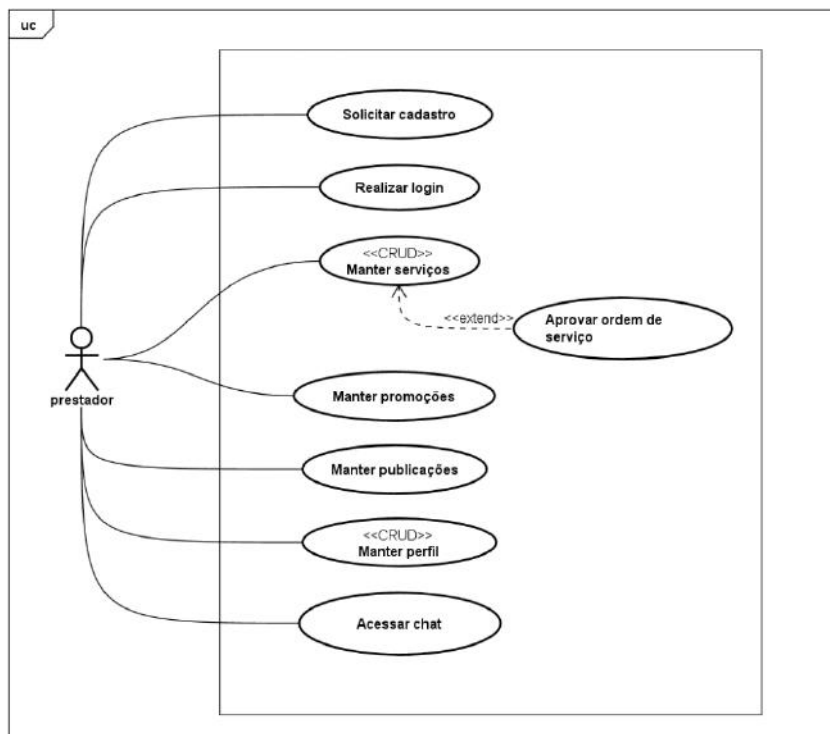 uc
Solicitar cadastro
Realizar login
<<CRUD>>
Manter serviços
<<extend>>
Aprovar ordem de
serviço
prestador
Manter promoções
Manter publicações
<<CRUD>>
Manter perfil
Acessar chat